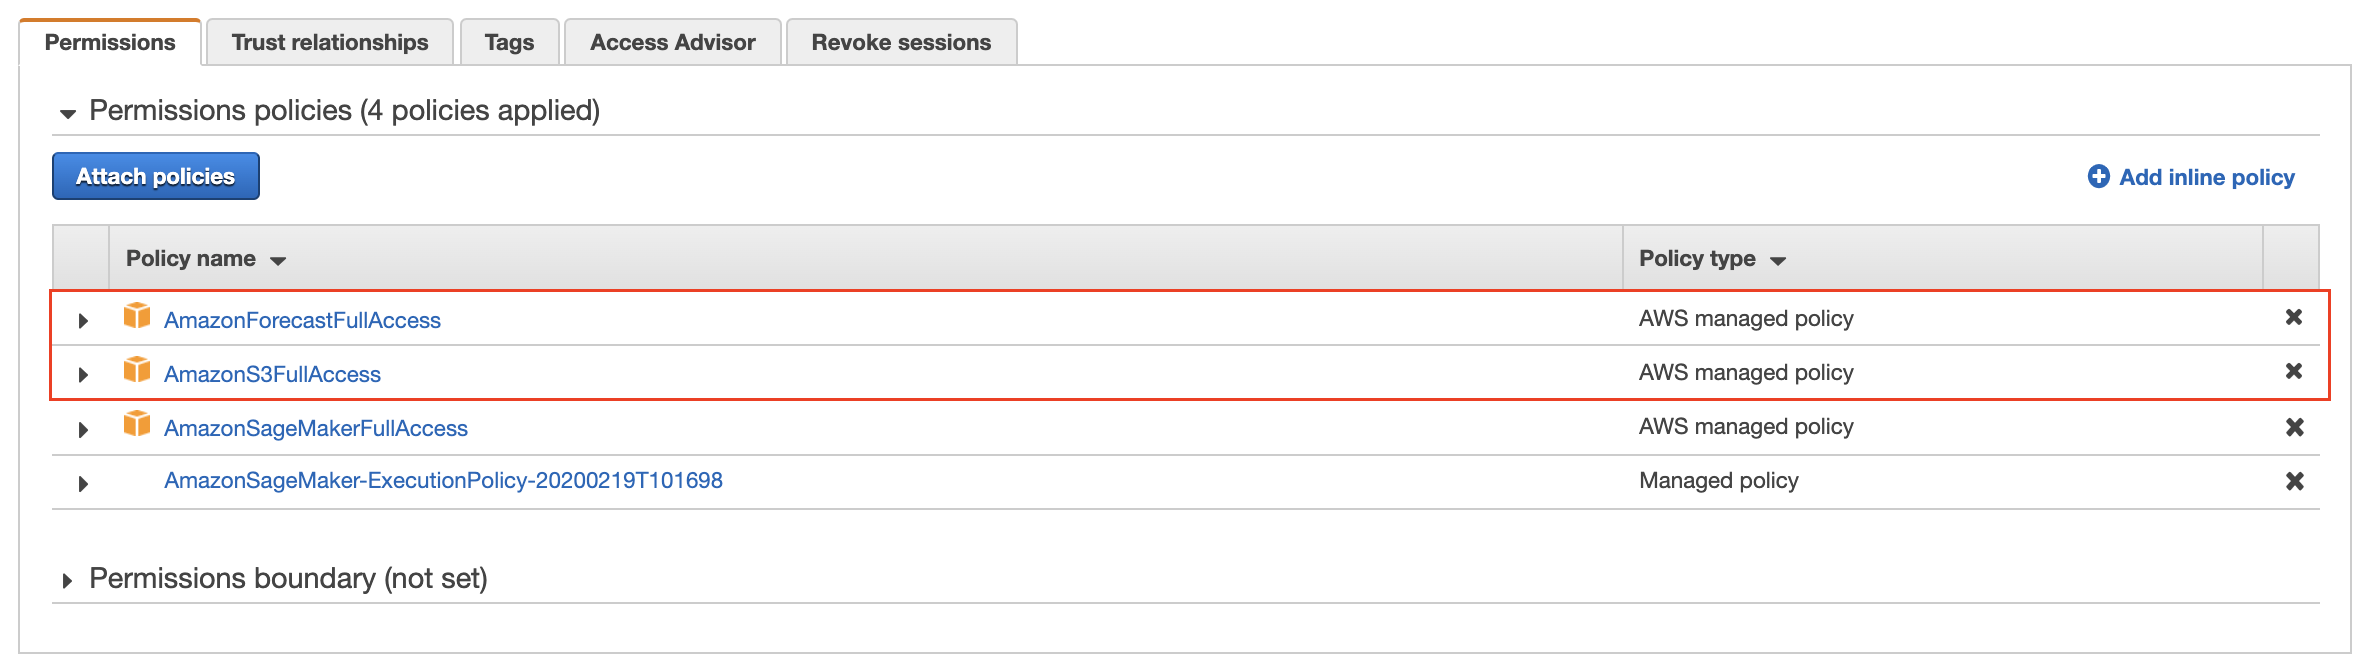 Permissions Trust relationships Tags Access Advisor Revoke sessions
Permissions policies (4 policies applied)
Attach policies Add inline policy
Policy name Policy type
AmazonForecastFullAccess AWS managed policy
AmazonS3FullAccess AWS managed policy
AmazonSageMakerFullAccess AWS managed policy
AmazonSageMaker-ExecutionPolicy-20200219T101698 Managed policy
Permissions boundary (not set)